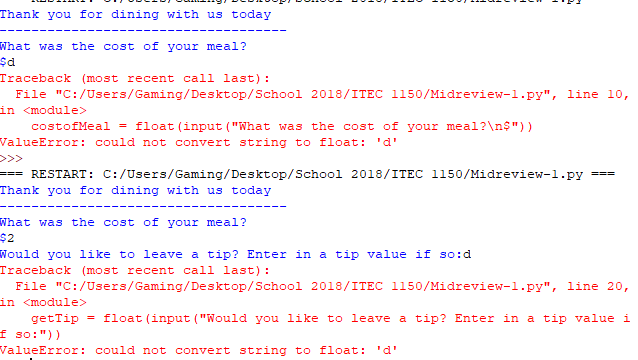 RESTART: C:/Users/Gaming/Desktop/School 2018/ITEC 1150/Midreview-1.py
Thank you for dining with us today
------------------------------------
What was the cost of your meal?
$d
Traceback (most recent call last):
  File "C:/Users/Gaming/Desktop/School 2018/ITEC 1150/Midreview-1.py", line 10,
in <module>
    costofMeal = float(input("What was the cost of your meal?\n$"))
ValueError: could not convert string to float: 'd'
>>>
=== RESTART: C:/Users/Gaming/Desktop/School 2018/ITEC 1150/Midreview-1.py ===
Thank you for dining with us today
------------------------------------
What was the cost of your meal?
$2
Would you like to leave a tip? Enter in a tip value if so:d
Traceback (most recent call last):
  File "C:/Users/Gaming/Desktop/School 2018/ITEC 1150/Midreview-1.py", line 20,
in <module>
    getTip = float(input("Would you like to leave a tip? Enter in a tip value i
f so:"))
ValueError: could not convert string to float: 'd'